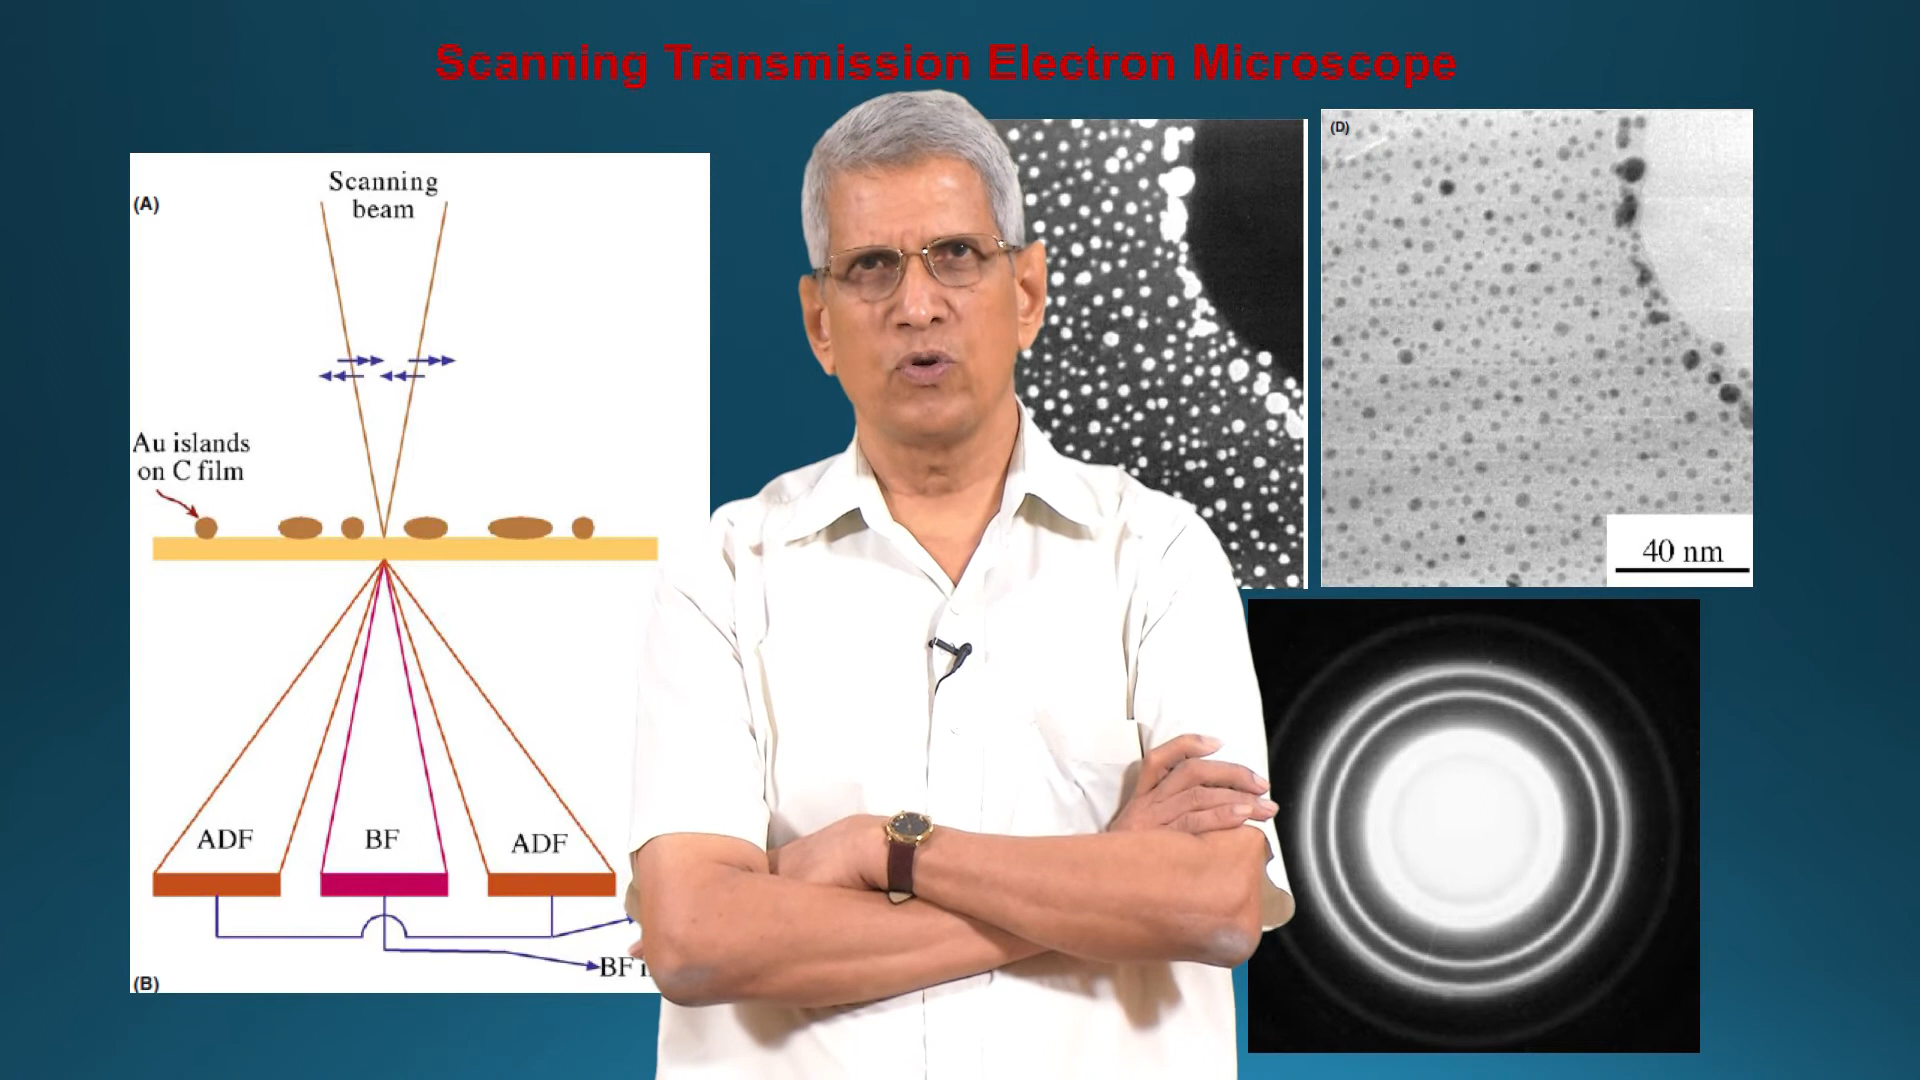 Scanning Transmission Electron Microscope
(A)
Scanning
beam
Au islands
on C film
ADF
BF
ADF
BF
(B)
(D)
40 nm